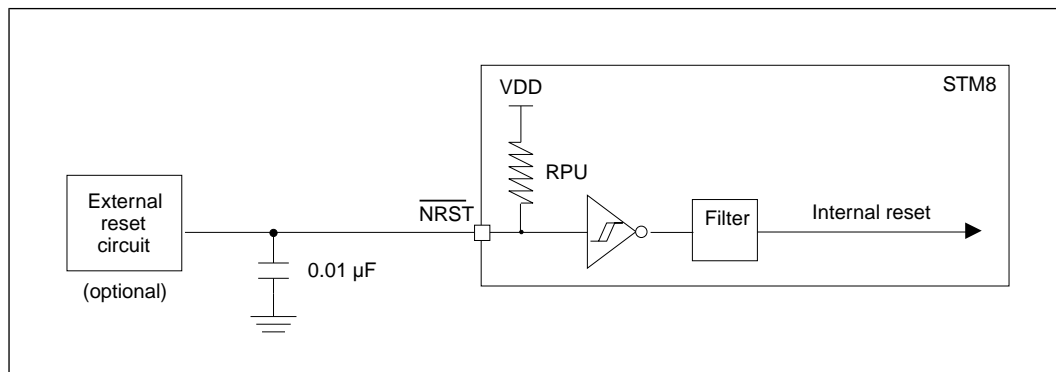 STM8
VDD
RPU
External
reset
circuit
(optional)
0.01 µF
NRST
Filter
Internal reset